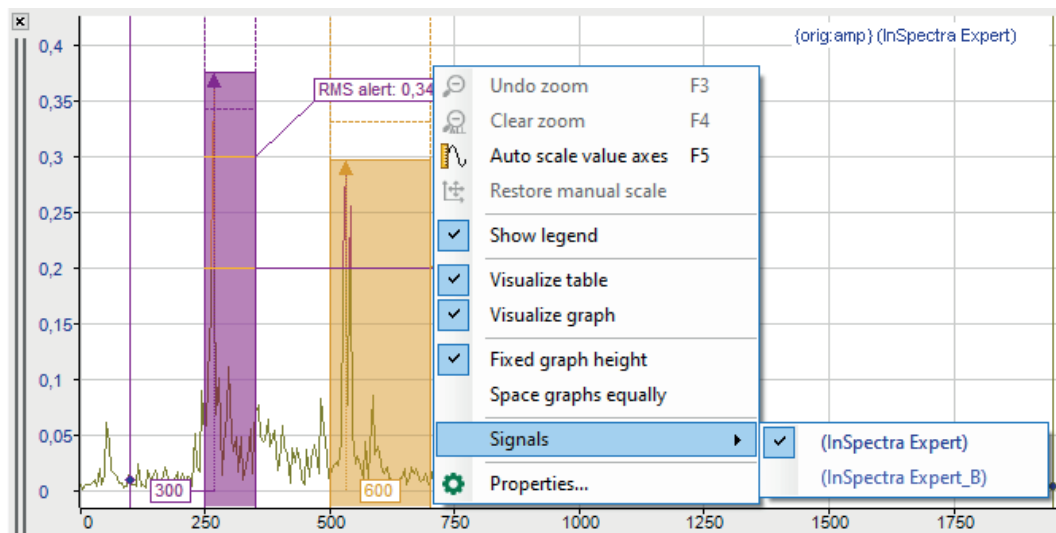 {orig:amp} (InSpectra Expert)
0,4
0,35
0,3
0,25
0,2
0,15
0,1
0,05
0
RMS alert: 0,34
300
600
0 250 500 750 1000 1250 1500 1750
Undo zoom F3
Clear zoom F4
Auto scale value axes F5
Restore manual scale
Show legend
Visualize table
Visualize graph
Fixed graph height
Space graphs equally
Signals
Properties...
(InSpectra Expert)
(InSpectra Expert_B)